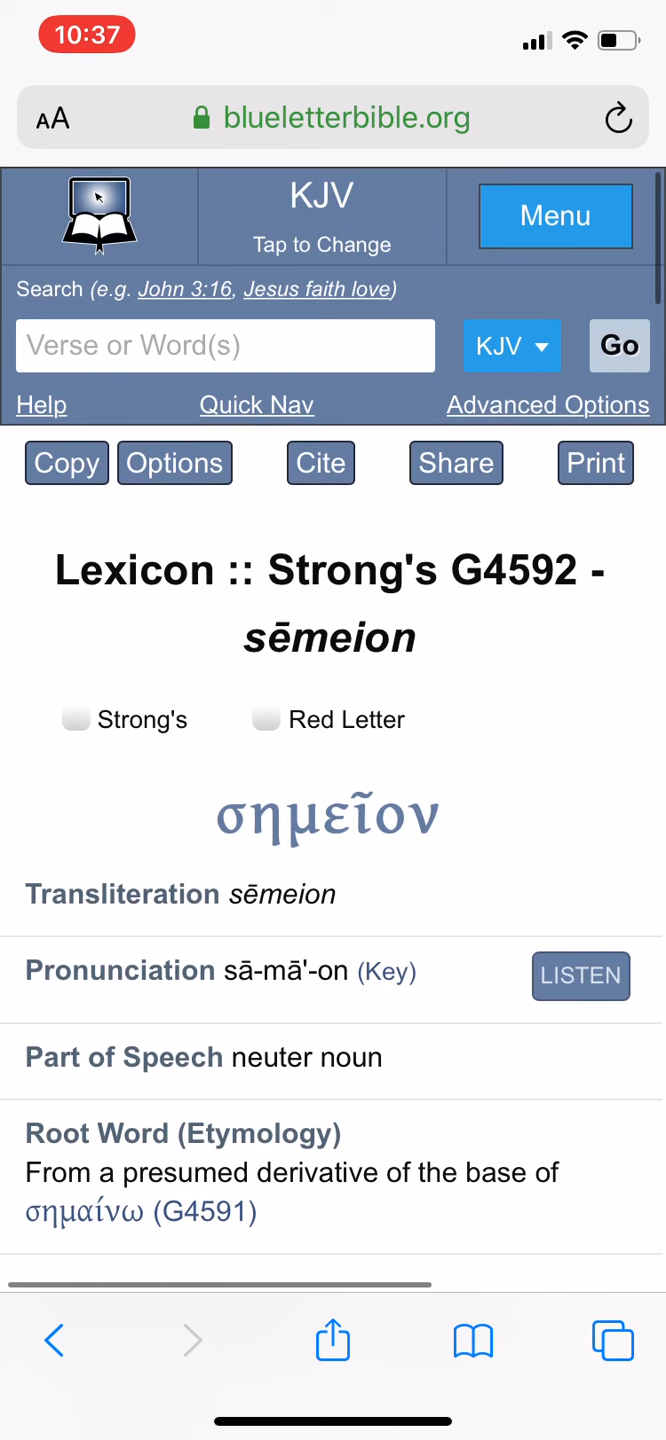 10:37
AA blueletterbible.org
KJV
Tap to Change
Menu
Search (e.g. John 3:16, Jesus faith love)
Verse or Word(s) KJV Go
Help Quick Nav Advanced Options
Copy Options Cite Share Print
Lexicon :: Strong's G4592 -
sēmeion
Strong's Red Letter
σημεῖον
Transliteration sēmeion
Pronunciation sā-mā'-on (Key) LISTEN
Part of Speech neuter noun
Root Word (Etymology)
From a presumed derivative of the base of
σημαίνω (G4591)